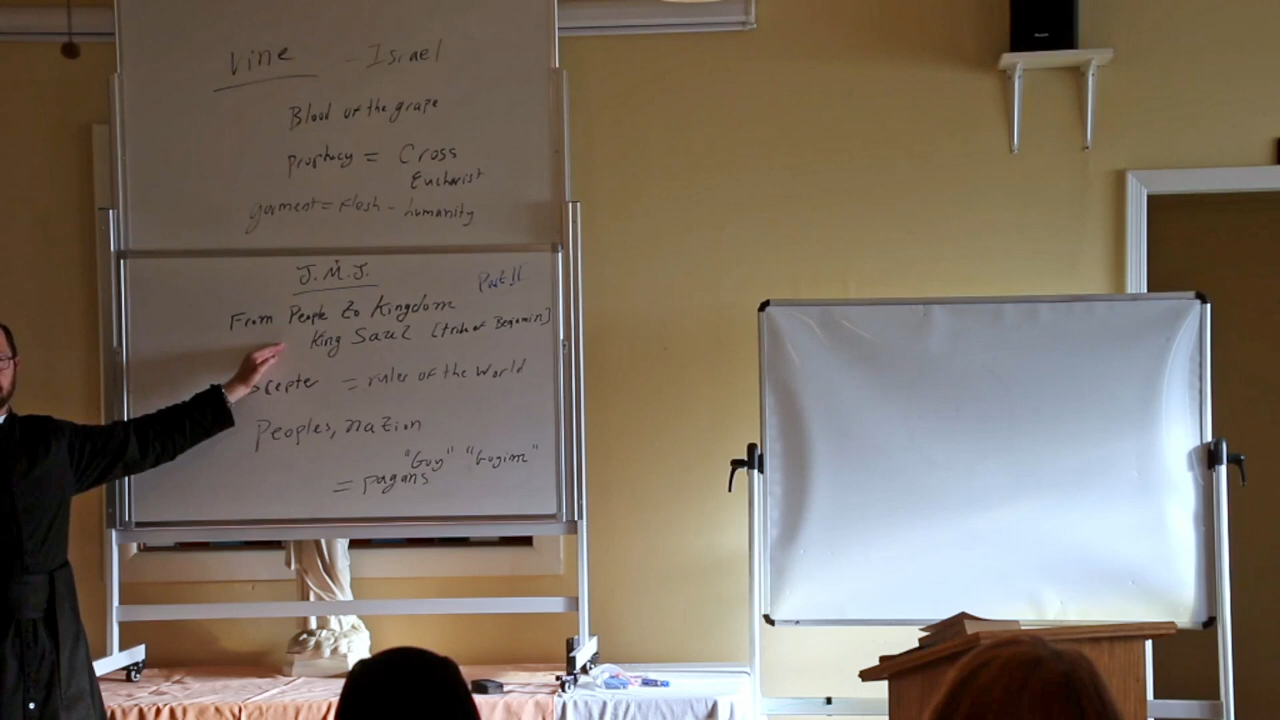 vine - Israel
Blood of the grape
prophecy = Cross
Eucharist
garment = flesh - humanity
J.M.J.
Part II
From People to Kingdom
King Saul [tribe of Benjamin]
scepter = ruler of the world
Peoples, nation
"Goy" "Goyim"
= pagans